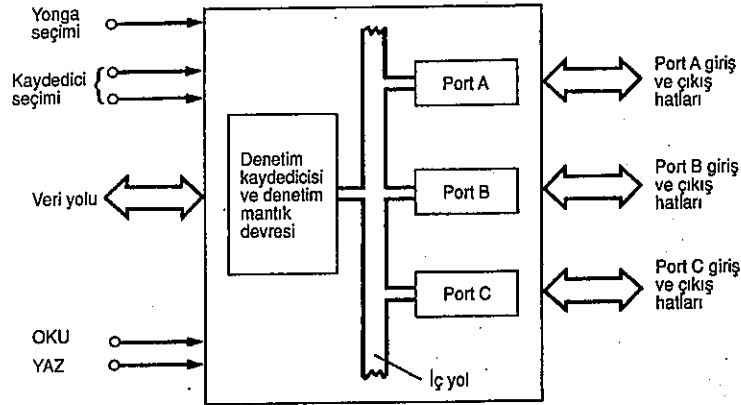 Yonga
seçimi
Kaydedici
seçimi
Veri yolu
OKU
YAZ
Denetim
kaydedicisi
ve denetim
mantık
devresi
Port A
Port B
Port C
İç yol
Port A giriş
ve çıkış
hatları
Port B giriş
ve çıkış
hatları
Port C giriş
ve çıkış
hatları